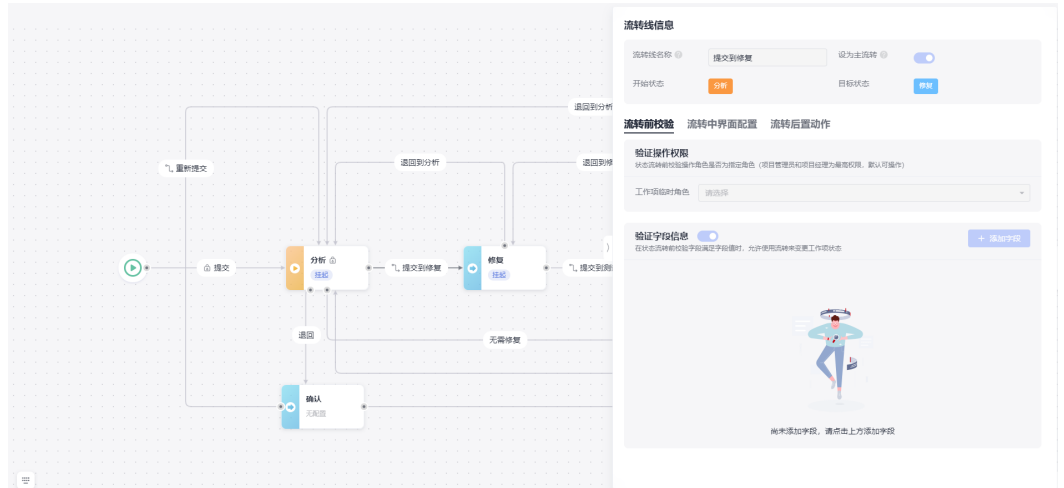 退回到分析
重新提交
退回到分析
退回到修
分析
挂起
修复
挂起
提交
提交到修复
提交到测
退回
无需修复
确认
无配置
流转线信息
流转线名称
提交到修复
设为主流转
开始状态
分析
目标状态
修复
流转前校验 流转中界面配置 流转后置动作
验证操作权限
状态流转前校验操作角色是否为指定角色（项目管理员和项目经理为最高权限，默认可操作）
工作项临时角色 请选择
验证字段信息
+ 添加字段
在状态流转前校验字段满足字段值时，允许使用流转来变更工作项状态
尚未添加字段，请点击上方添加字段